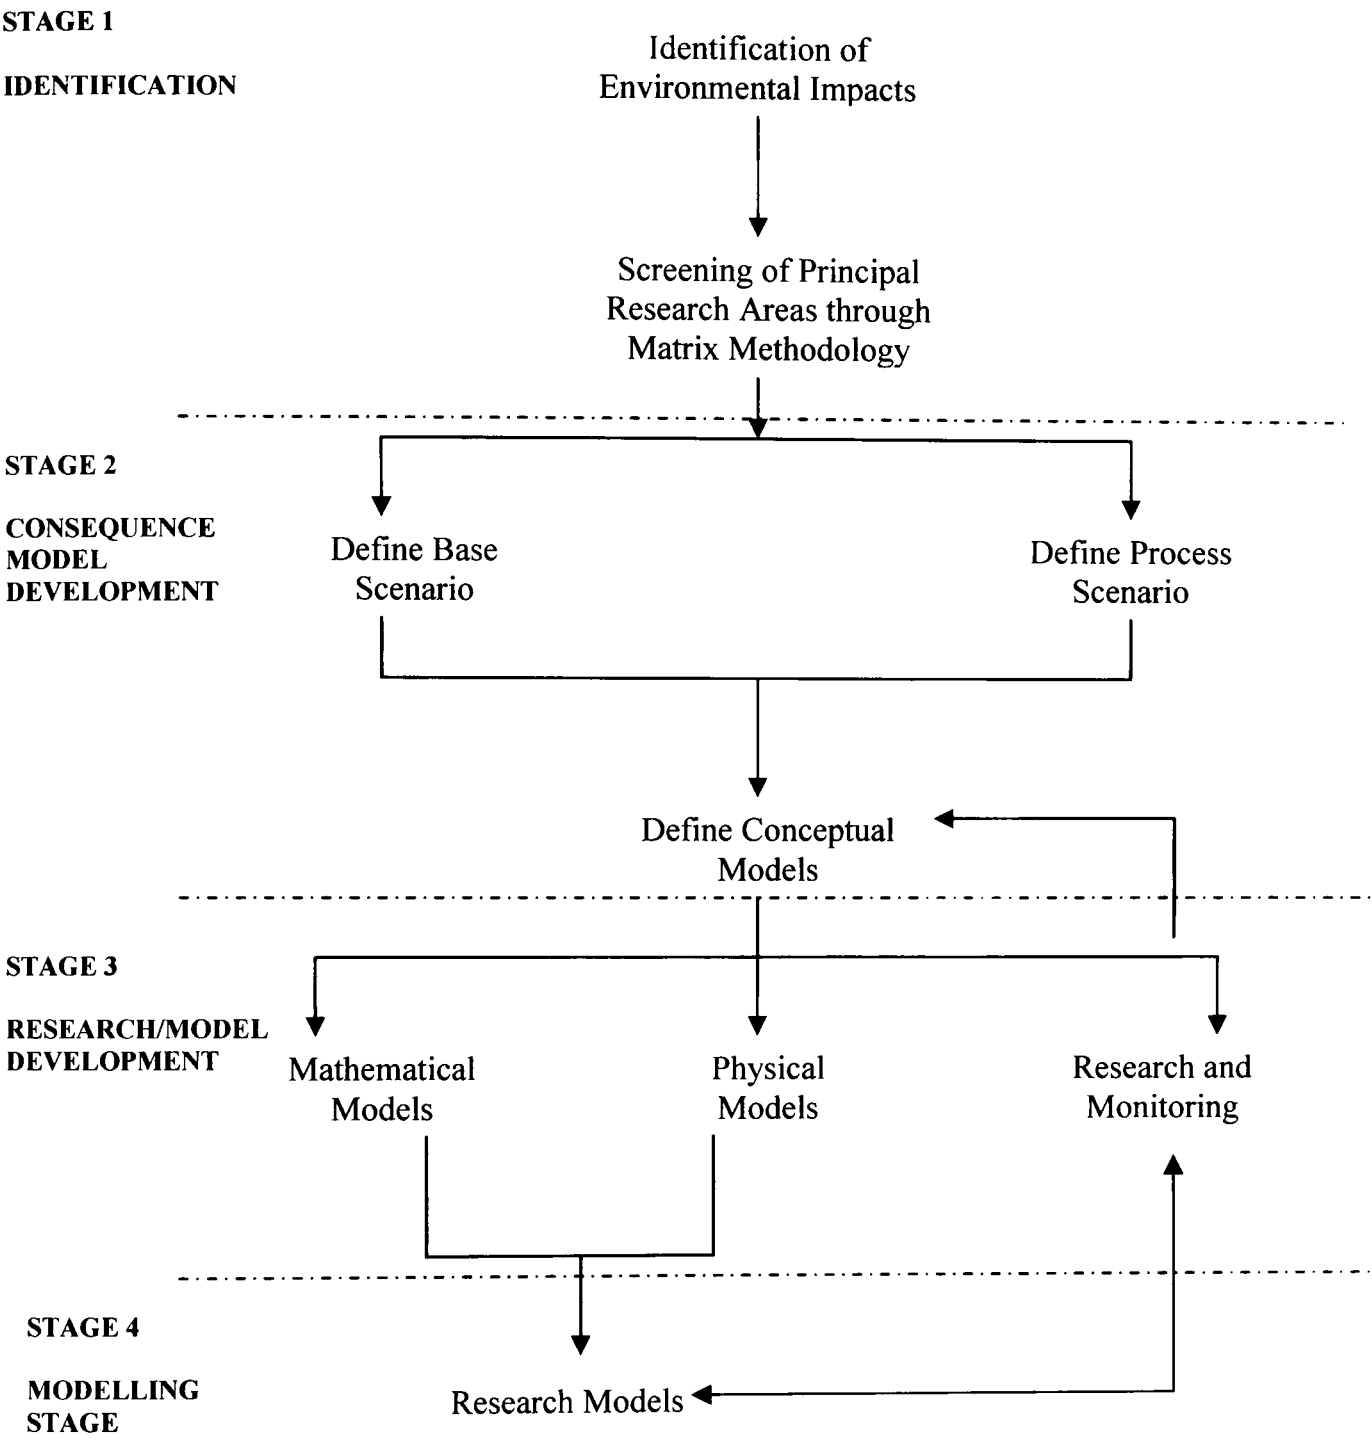 STAGE 1
IDENTIFICATION
Identification of
Environmental Impacts
Screening of Principal
Research Areas through
Matrix Methodology
STAGE 2
CONSEQUENCE
MODEL
DEVELOPMENT
Define Base
Scenario
Define Process
Scenario
Define Conceptual
Models
STAGE 3
RESEARCH/MODEL
DEVELOPMENT
Mathematical
Models
Physical
Models
Research and
Monitoring
STAGE 4
MODELLING
STAGE
Research Models